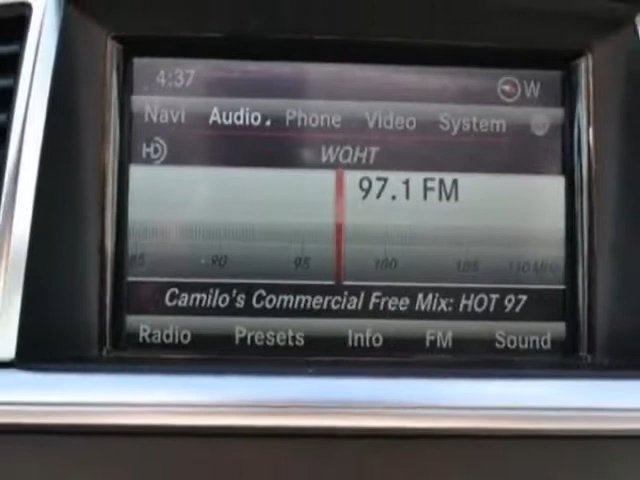 4:37 W
Navi Audio Phone Video System
HD WQHT
97.1 FM
85 90 95 100 105 110 MHz
Camilo's Commercial Free Mix: HOT 97
Radio Presets Info FM Sound